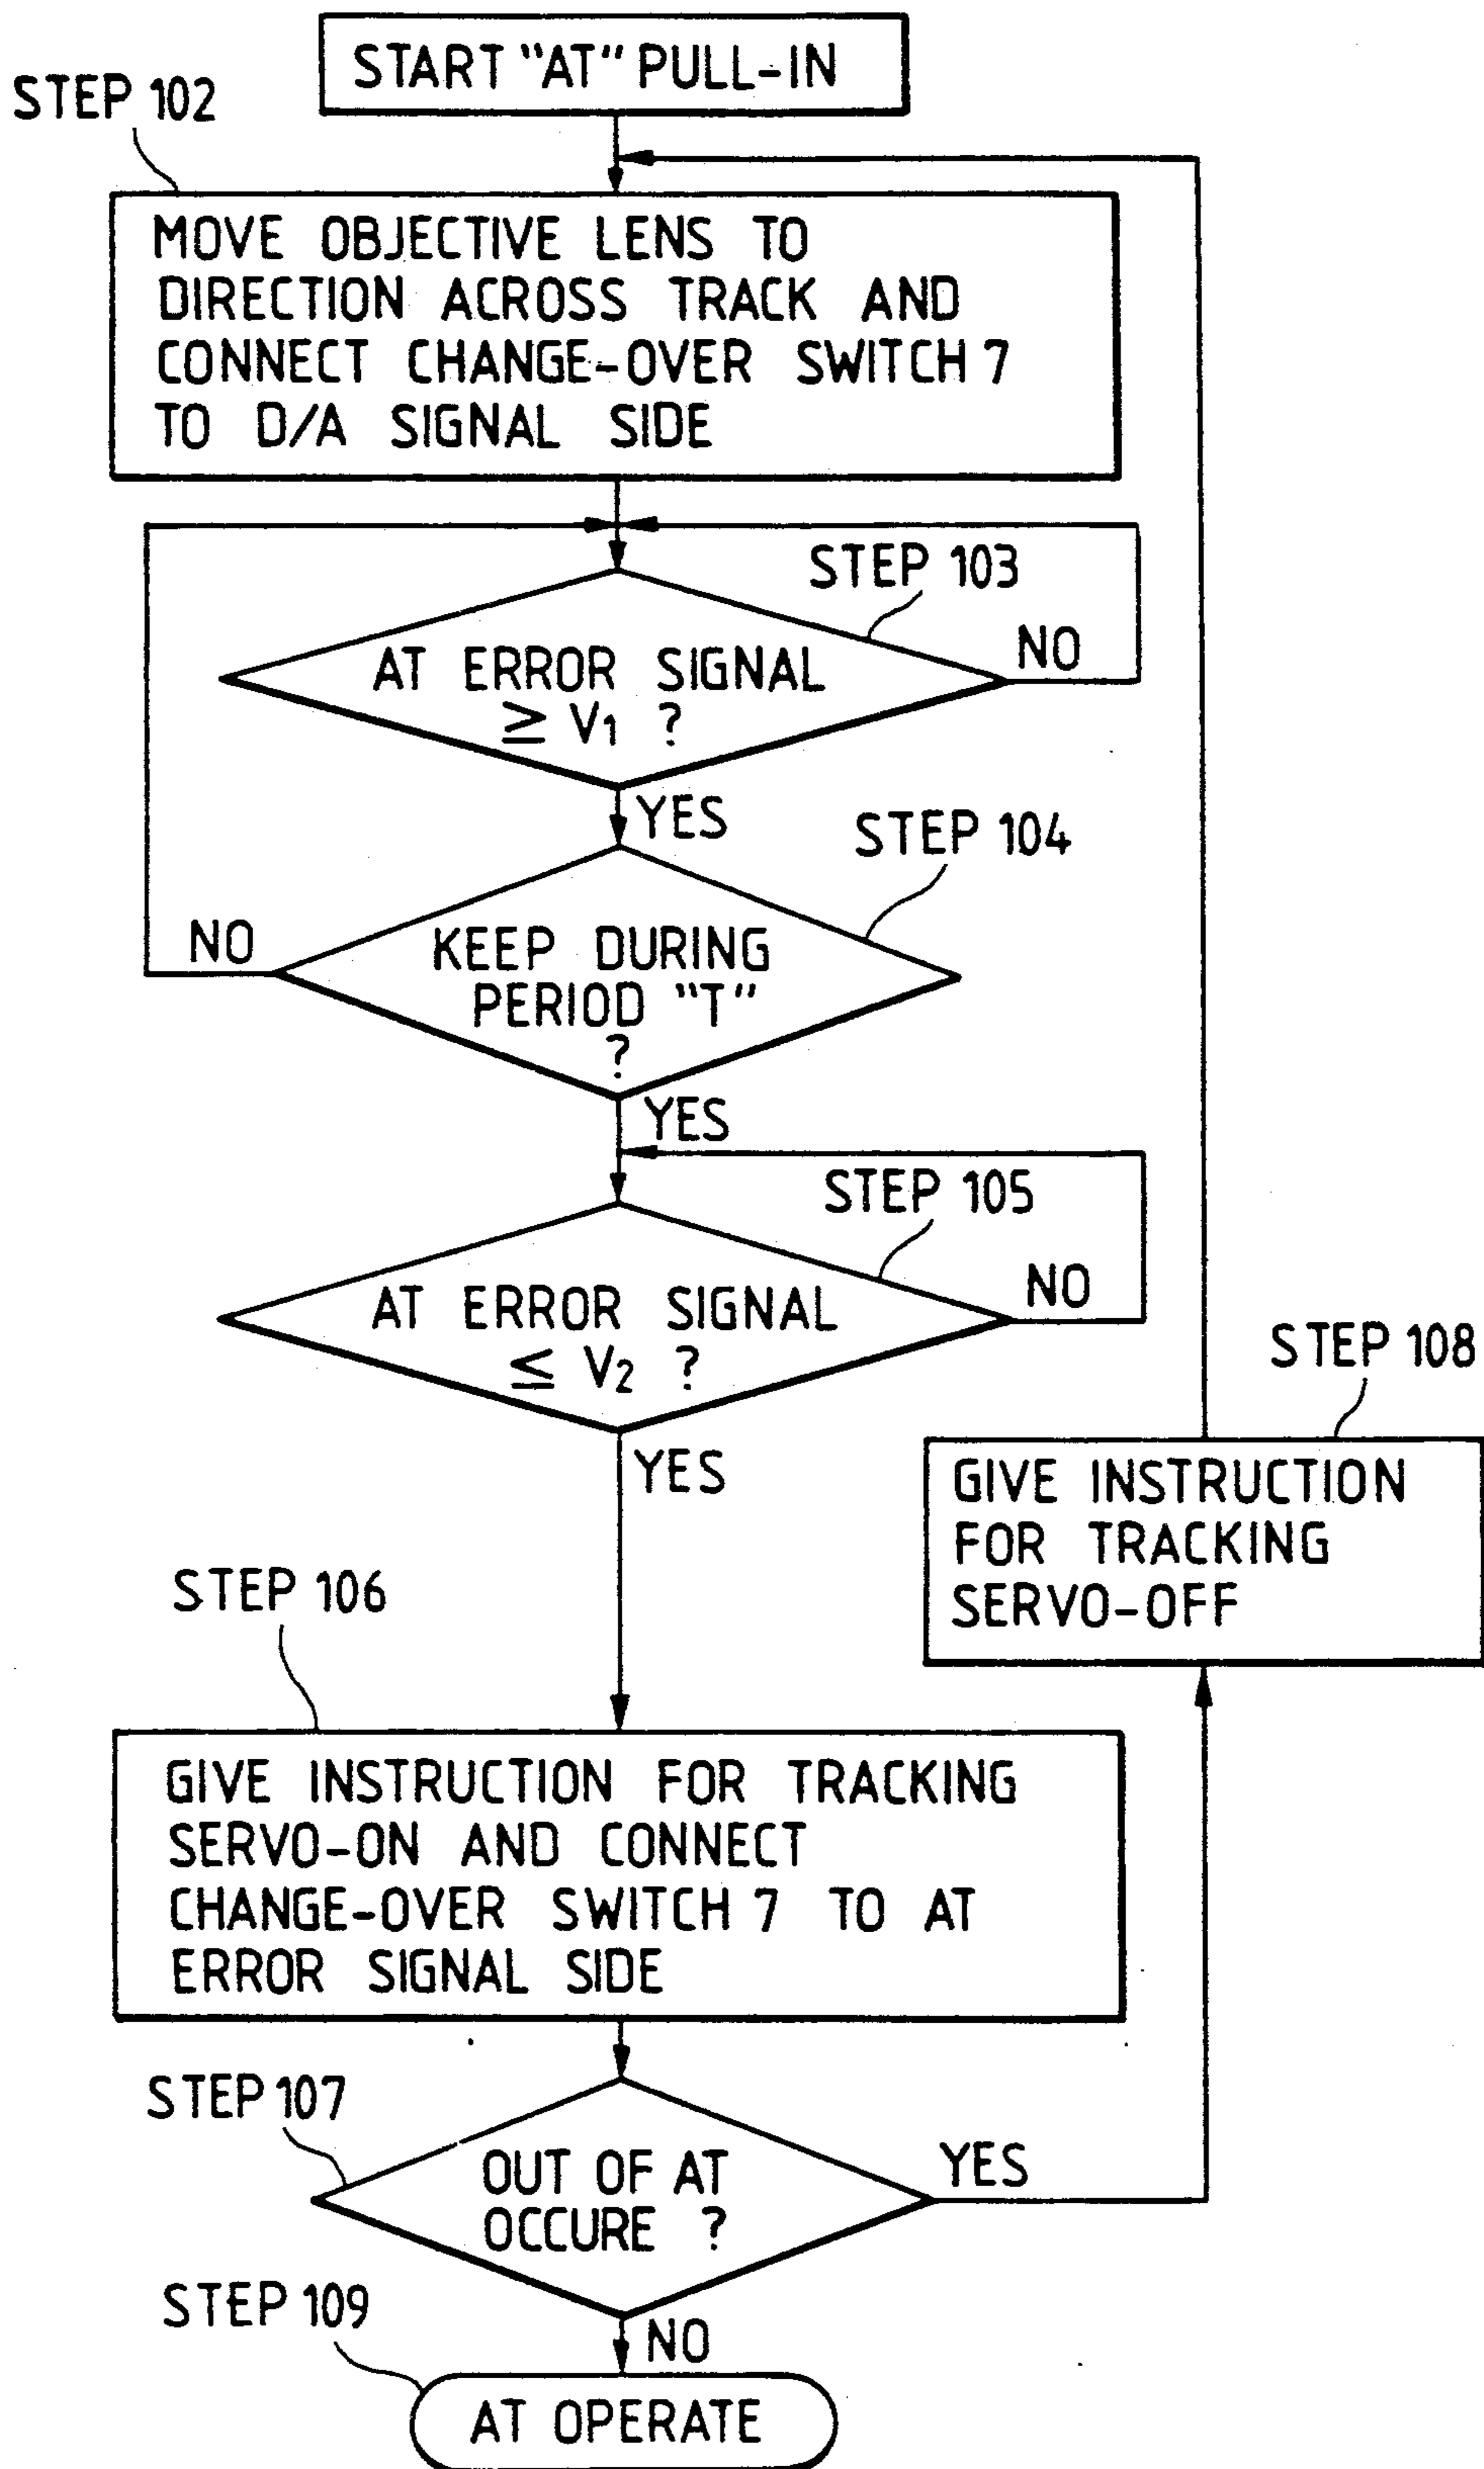 START "AT" PULL-IN
STEP 102
MOVE OBJECTIVE LENS TO
DIRECTION ACROSS TRACK AND
CONNECT CHANGE-OVER SWITCH 7
TO D/A SIGNAL SIDE
STEP 103
AT ERROR SIGNAL
≥ V1 ?
NO
YES
STEP 104
KEEP DURING
PERIOD "T"
?
NO
YES
STEP 105
AT ERROR SIGNAL
≤ V2 ?
NO
YES
STEP 108
GIVE INSTRUCTION
FOR TRACKING
SERVO-OFF
STEP 106
GIVE INSTRUCTION FOR TRACKING
SERVO-ON AND CONNECT
CHANGE-OVER SWITCH 7 TO AT
ERROR SIGNAL SIDE
STEP 107
OUT OF AT
OCCURE ?
YES
NO
STEP 109
AT OPERATE